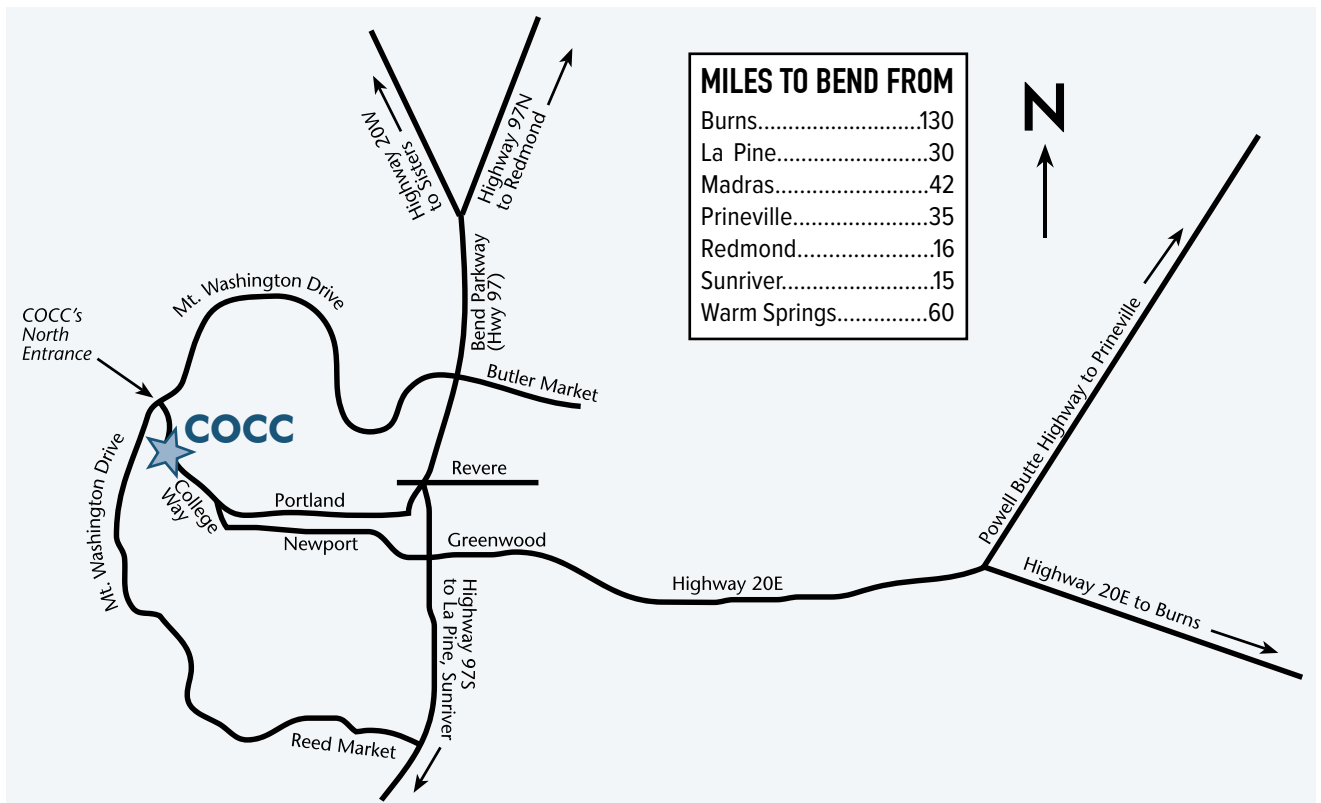 Highway 20W
to Sisters
Highway 97N
to Redmond
MILES TO BEND FROM
Burns........................130
La Pine......................30
Madras.......................42
Prineville....................35
Redmond.....................16
Sunriver......................15
Warm Springs..............60
N
Bend Parkway
(Hwy 97)
Mt. Washington Drive
COCC's
North
Entrance
Butler Market
COCC
Mt. Washington Drive
College
Way
Revere
Portland
Newport
Greenwood
Highway 20E
Powell Butte Highway to Prineville
Highway 20E to Burns
Highway 97S
to La Pine, Sunriver
Reed Market